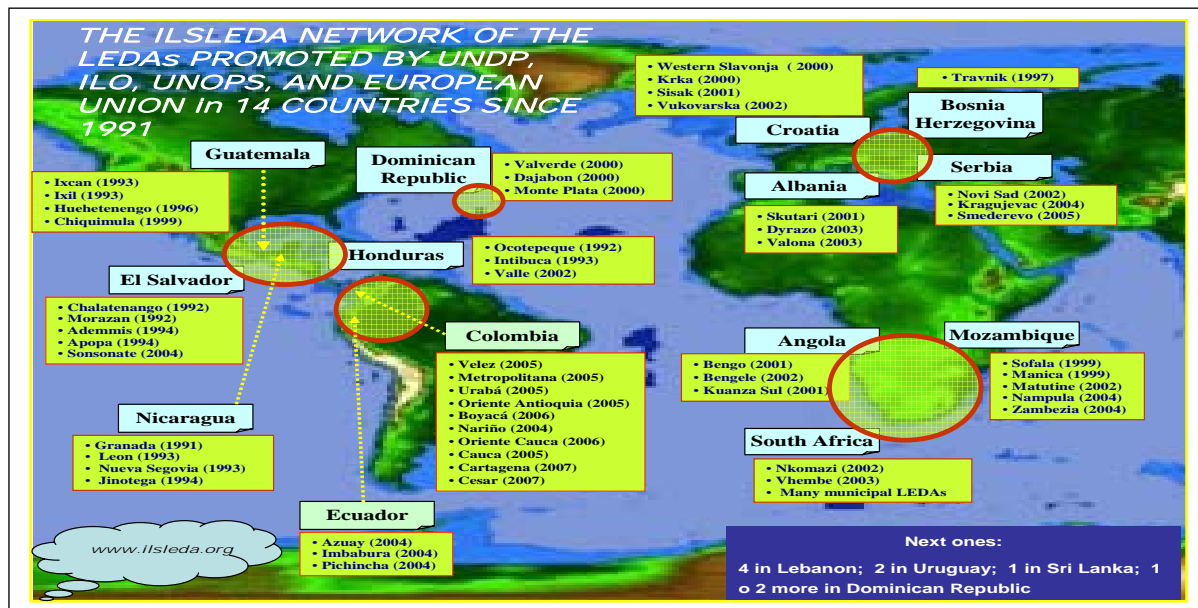 THE ILSLEDA NETWORK OF THE
LEDAs PROMOTED BY UNDP,
ILO, UNOPS, AND EUROPEAN
UNION in 14 COUNTRIES SINCE
1991
Guatemala
• Ixcan (1993)
• Ixil (1993)
• Huehetenengo (1996)
• Chiquimula (1999)
Dominican
Republic
• Valverde (2000)
• Dajabon (2000)
• Monte Plata (2000)
Honduras
• Ocotepeque (1992)
• Intibuca (1993)
• Valle (2002)
El Salvador
• Chalatenango (1992)
• Morazan (1992)
• Ademmis (1994)
• Apopa (1994)
• Sonsonate (2004)
Nicaragua
• Granada (1991)
• Leon (1993)
• Nueva Segovia (1993)
• Jinotega (1994)
Colombia
• Velez (2005)
• Metropolitana (2005)
• Urabá (2005)
• Oriente Antioquia (2005)
• Boyacá (2006)
• Nariño (2004)
• Oriente Cauca (2006)
• Cauca (2005)
• Cartagena (2007)
• Cesar (2007)
Ecuador
• Azuay (2004)
• Imbabura (2004)
• Pichincha (2004)
www.ilsleda.org
• Western Slavonja ( 2000)
• Krka (2000)
• Sisak (2001)
• Vukovarska (2002)
Croatia
• Travnik (1997)
Bosnia
Herzegovina
Serbia
• Novi Sad (2002)
• Kragujevac (2004)
• Smederevo (2005)
Albania
• Skutari (2001)
• Dyrazo (2003)
• Valona (2003)
Angola
• Bengo (2001)
• Bengele (2002)
• Kuanza Sul (2001)
Mozambique
• Sofala (1999)
• Manica (1999)
• Matutine (2002)
• Nampula (2004)
• Zambezia (2004)
South Africa
• Nkomazi (2002)
• Vhembe (2003)
• Many municipal LEDAs
Next ones:
4 in Lebanon; 2 in Uruguay; 1 in Sri Lanka; 1
o 2 more in Dominican Republic